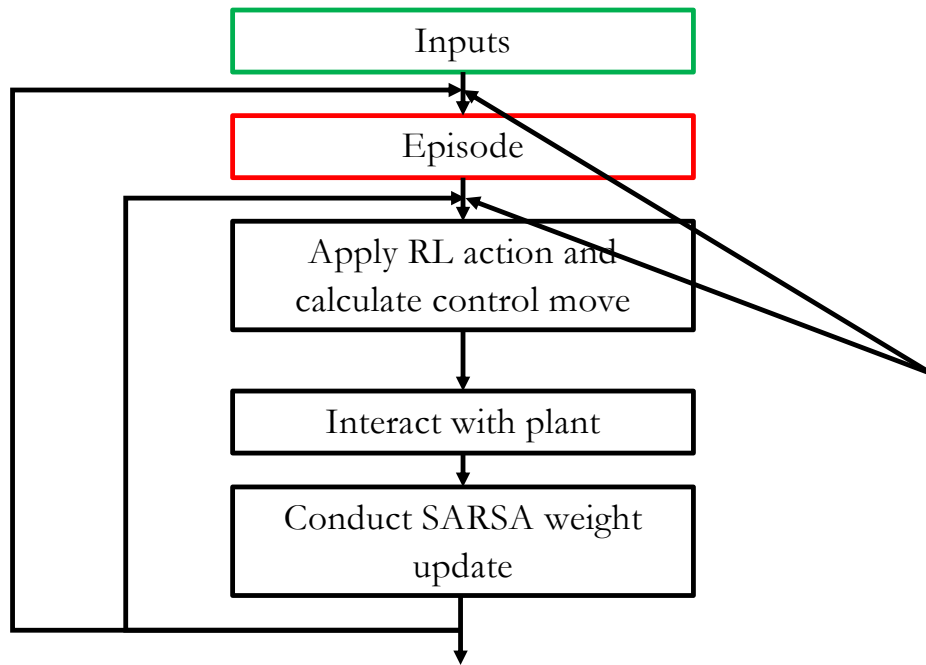 Inputs
Episode
Apply RL action and
calculate control move
Interact with plant
Conduct SARSA weight
update